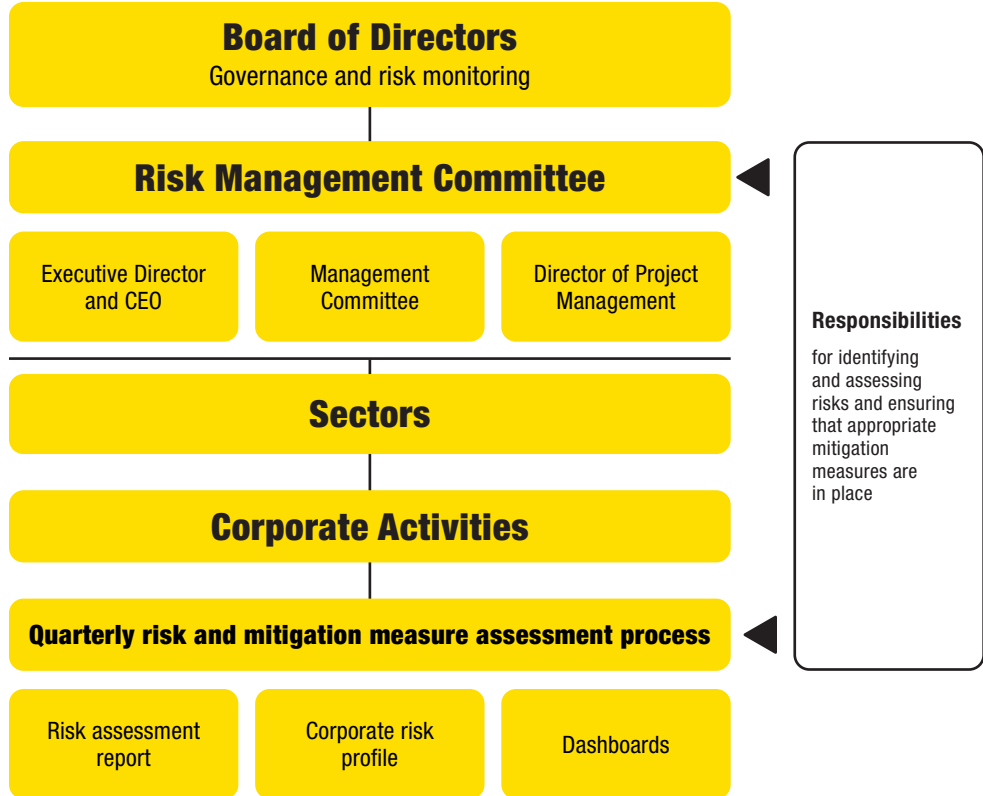 Board of Directors
Governance and risk monitoring
Risk Management Committee
Executive Director
and CEO
Management
Committee
Director of Project
Management
Sectors
Corporate Activities
Quarterly risk and mitigation measure assessment process
Risk assessment
report
Corporate risk
profile
Dashboards
Responsibilities
for identifying
and assessing
risks and ensuring
that appropriate
mitigation
measures are
in place